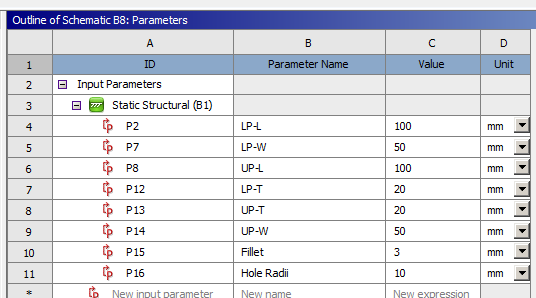 Outline of Schematic B8: Parameters
A B C D
1 ID Parameter Name Value Unit
2 Input Parameters
3 Static Structural (B1)
4 P2 LP-L 100 mm
5 P7 LP-W 50 mm
6 P8 UP-L 100 mm
7 P12 LP-T 20 mm
8 P13 UP-T 20 mm
9 P14 UP-W 50 mm
10 P15 Fillet 3 mm
11 P16 Hole Radii 10 mm
* New input parameter New name New expression